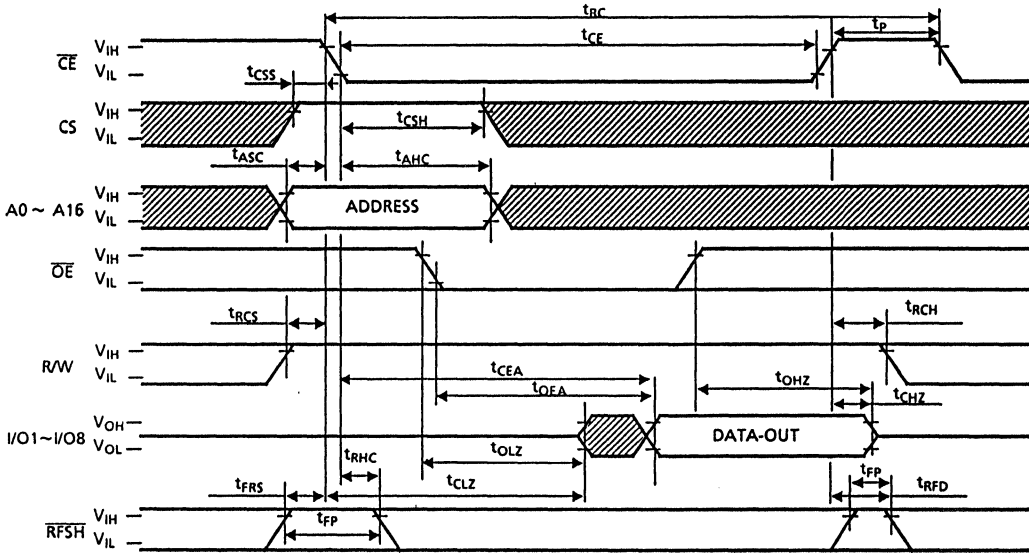 tRC
tP
tCE
CE
VIH
VIL
tCSS
CS
VIH
VIL
tCSH
tASC
tAHC
A0 ~ A16
VIH
VIL
ADDRESS
OE
VIH
VIL
tRCS
tRCH
R/W
VIH
VIL
tCEA
tOEA
tOHZ
tCHZ
I/O1~I/O8
VOH
VOL
DATA-OUT
tOLZ
tRHC
tCLZ
tFRS
tFP
tFP
tRFD
RFSH
VIH
VIL